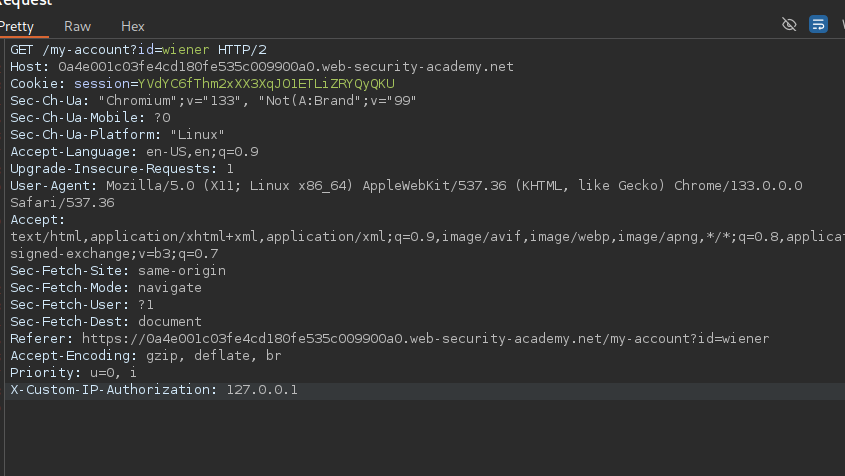 Request
Pretty Raw Hex
GET /my-account?id=wiener HTTP/2
Host: 0a4e001c03fe4cd180fe535c009900a0.web-security-academy.net
Cookie: session=YVdYC6fThm2xXX3XqJO1ETLiZRYQyQKU
Sec-Ch-Ua: "Chromium";v="133", "Not(A:Brand";v="99"
Sec-Ch-Ua-Mobile: ?0
Sec-Ch-Ua-Platform: "Linux"
Accept-Language: en-US,en;q=0.9
Upgrade-Insecure-Requests: 1
User-Agent: Mozilla/5.0 (X11; Linux x86_64) AppleWebKit/537.36 (KHTML, like Gecko) Chrome/133.0.0.0
Safari/537.36
Accept:
text/html,application/xhtml+xml,application/xml;q=0.9,image/avif,image/webp,image/apng,*/*;q=0.8,applicat
signed-exchange;v=b3;q=0.7
Sec-Fetch-Site: same-origin
Sec-Fetch-Mode: navigate
Sec-Fetch-User: ?1
Sec-Fetch-Dest: document
Referer: https://0a4e001c03fe4cd180fe535c009900a0.web-security-academy.net/my-account?id=wiener
Accept-Encoding: gzip, deflate, br
Priority: u=0, i
X-Custom-IP-Authorization: 127.0.0.1